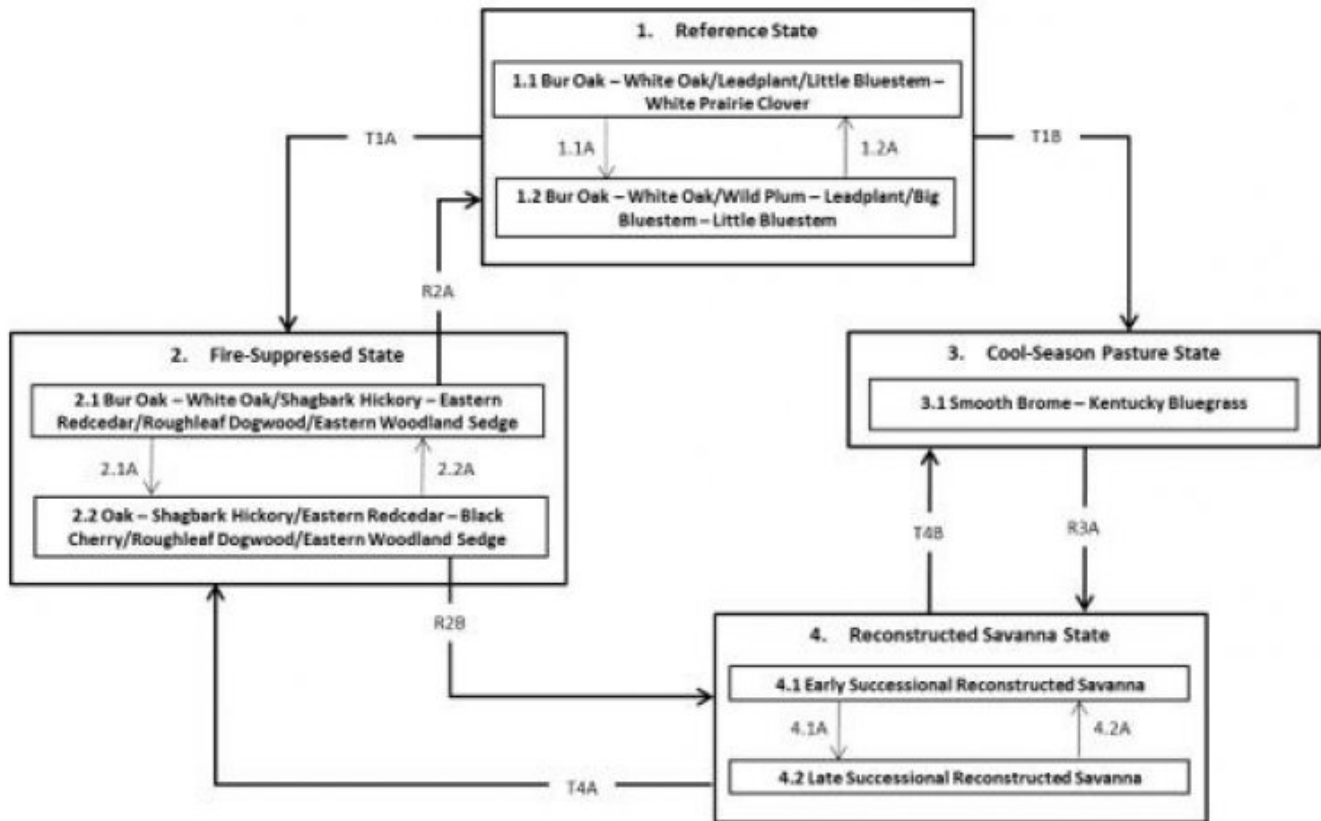 1. Reference State
1.1 Bur Oak – White Oak/Leadplant/Little Bluestem –
White Prairie Clover
T1A
1.1A
1.2A
T1B
1.2 Bur Oak – White Oak/Wild Plum – Leadplant/Big
Bluestem – Little Bluestem
R2A
2. Fire-Suppressed State
2.1 Bur Oak – White Oak/Shagbark Hickory – Eastern
Redcedar/Roughleaf Dogwood/Eastern Woodland Sedge
2.1A
2.2A
2.2 Oak – Shagbark Hickory/Eastern Redcedar – Black
Cherry/Roughleaf Dogwood/Eastern Woodland Sedge
3. Cool-Season Pasture State
3.1 Smooth Brome – Kentucky Bluegrass
T4B
R3A
R2B
4. Reconstructed Savanna State
4.1 Early Successional Reconstructed Savanna
4.1A
4.2A
4.2 Late Successional Reconstructed Savanna
T4A